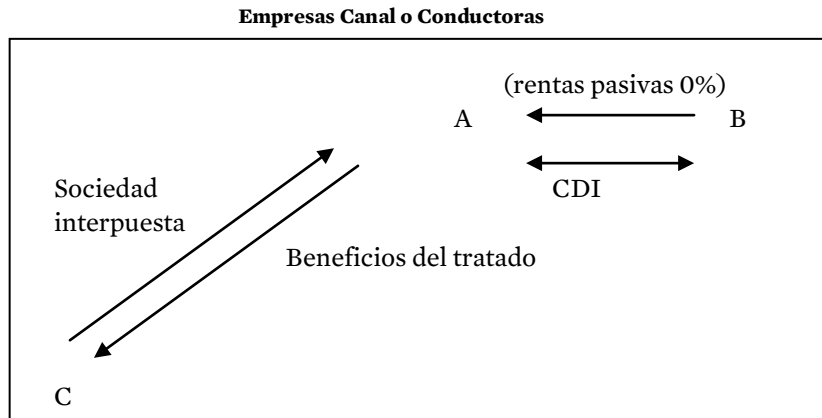 Empresas Canal o Conductoras
(rentas pasivas 0%)
A
B
CDI
Sociedad
interpuesta
Beneficios del tratado
C